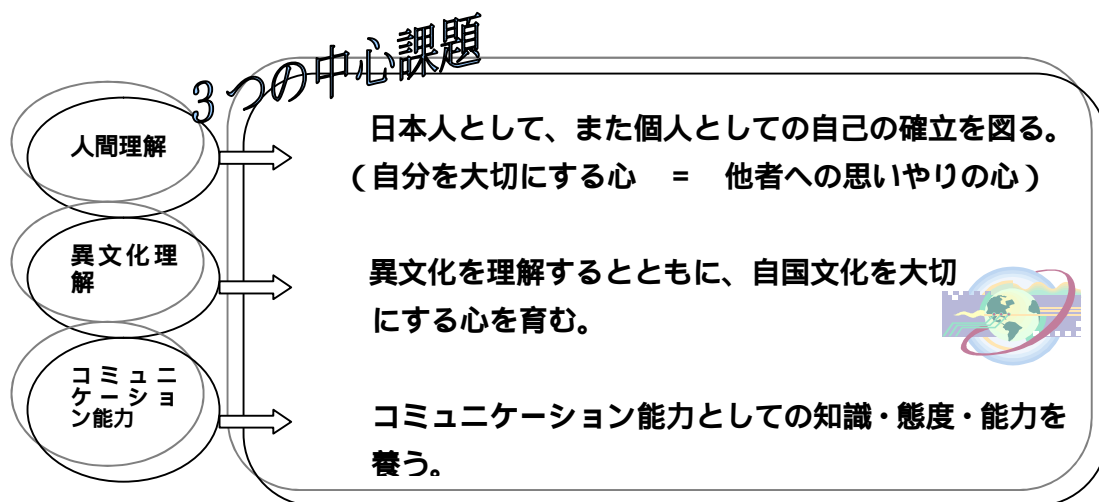 3つの中心課題
人間理解
日本人として、また個人としての自己の確立を図る。
(自分を大切にする心 = 他者への思いやりの心)
異文化理
解
異文化を理解するとともに、自国文化を大切
にする心を育む。
コミュニ
ケーショ
ン能力
コミュニケーション能力としての知識・態度・能力を
養う。